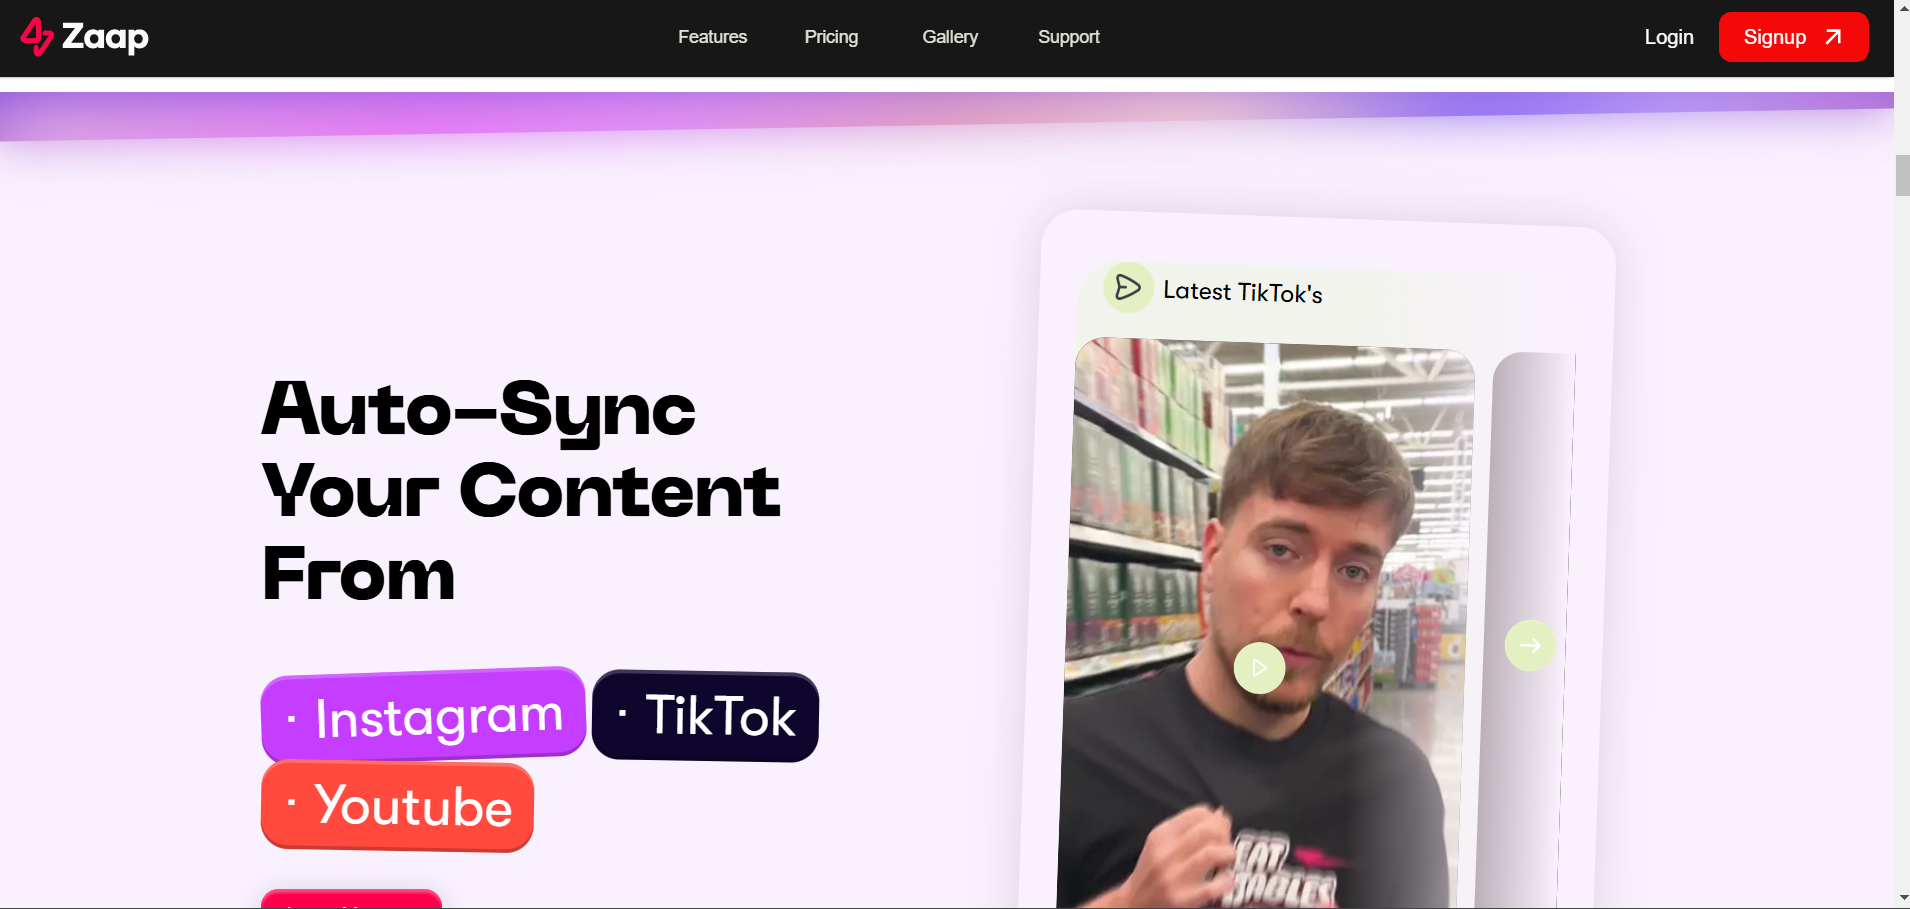 Zaap
Features
Pricing
Gallery
Support
Login
Signup
Auto-Sync
Your Content
From
· Instagram
· TikTok
· Youtube
Latest TikTok's